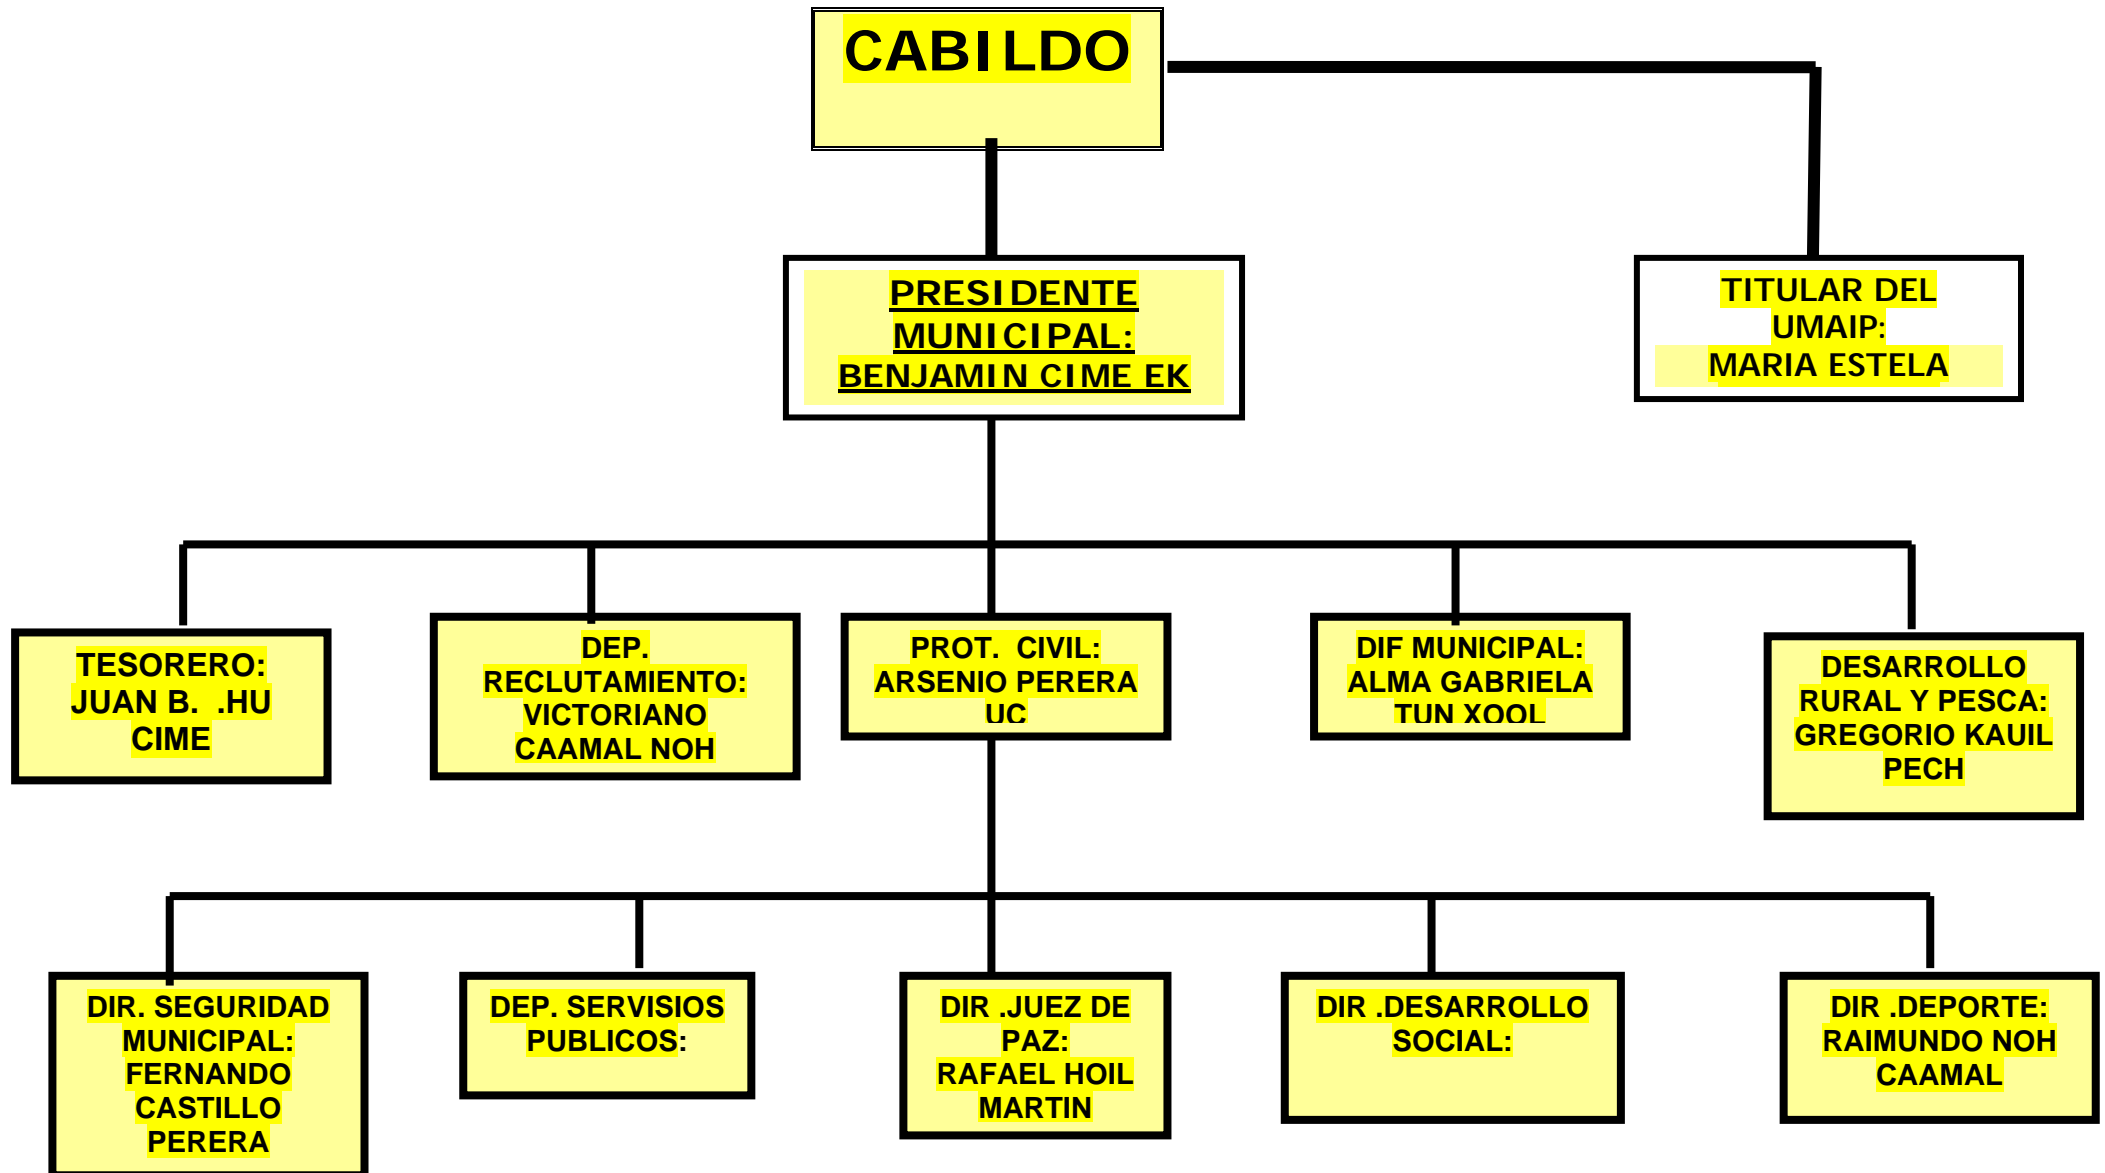 CABILDO
PRESIDENTE
MUNICIPAL:
BENJAMIN CIME EK
TITULAR DEL
UMAIP:
MARIA ESTELA
TESORERO:
JUAN B. .HU
CIME
DEP.
RECLUTAMIENTO:
VICTORIANO
CAAMAL NOH
PROT. CIVIL:
ARSENIO PERERA
UC
DIF MUNICIPAL:
ALMA GABRIELA
TUN XOOL
DESARROLLO
RURAL Y PESCA:
GREGORIO KAUIL
PECH
DIR. SEGURIDAD
MUNICIPAL:
FERNANDO
CASTILLO
PERERA
DEP. SERVISIOS
PUBLICOS:
DIR .JUEZ DE
PAZ:
RAFAEL HOIL
MARTIN
DIR .DESARROLLO
SOCIAL:
DIR .DEPORTE:
RAIMUNDO NOH
CAAMAL